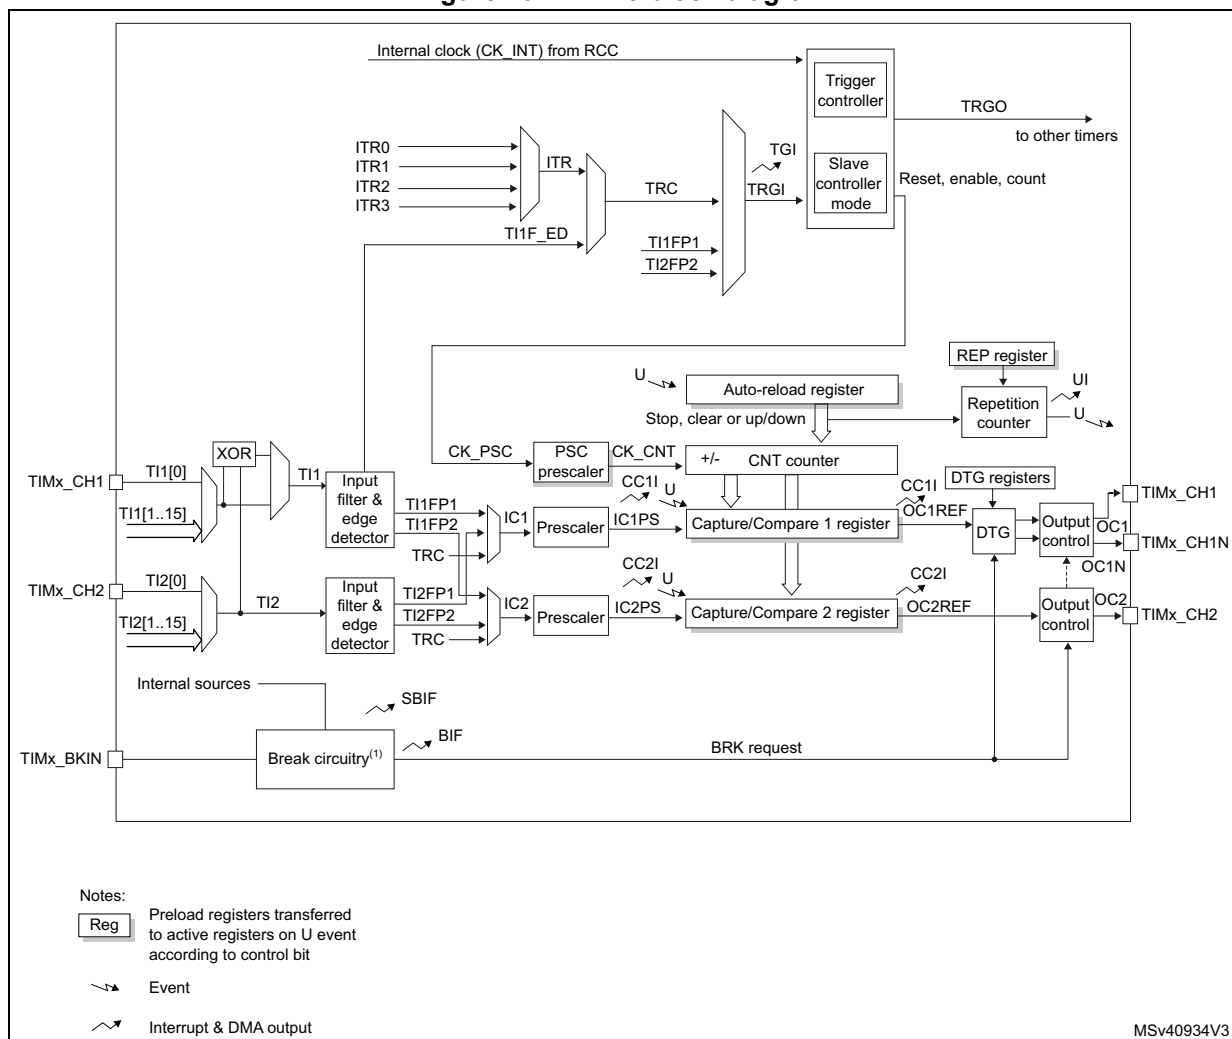 Internal clock (CK_INT) from RCC
Trigger
controller
TRGO
to other timers
ITR0
ITR1
ITR2
ITR3
ITR
TI1F_ED
TRC
TI1FP1
TI2FP2
TGI
TRGI
Slave
controller
mode
Reset, enable, count
REP register
U
Auto-reload register
UI
Repetition
counter
U
Stop, clear or up/down
XOR
CK_PSC
PSC
prescaler
CK_CNT
+/-
CNT counter
DTG registers
TIMx_CH1
TI1[0]
TI1[1..15]
TI1
Input
filter &
edge
detector
TI1FP1
TI1FP2
TRC
IC1
Prescaler
IC1PS
CC1I
U
Capture/Compare 1 register
CC1I
OC1REF
DTG
Output
control
OC1
TIMx_CH1
TIMx_CH1N
OC1N
TIMx_CH2
TI2[0]
TI2[1..15]
TI2
Input
filter &
edge
detector
TI2FP1
TI2FP2
TRC
IC2
Prescaler
IC2PS
CC2I
U
Capture/Compare 2 register
CC2I
OC2REF
Output
control
OC2
TIMx_CH2
Internal sources
SBIF
TIMx_BKIN
Break circuitry(1)
BIF
BRK request
Notes:
Reg
Preload registers transferred
to active registers on U event
according to control bit
Event
Interrupt & DMA output
MSv40934V3